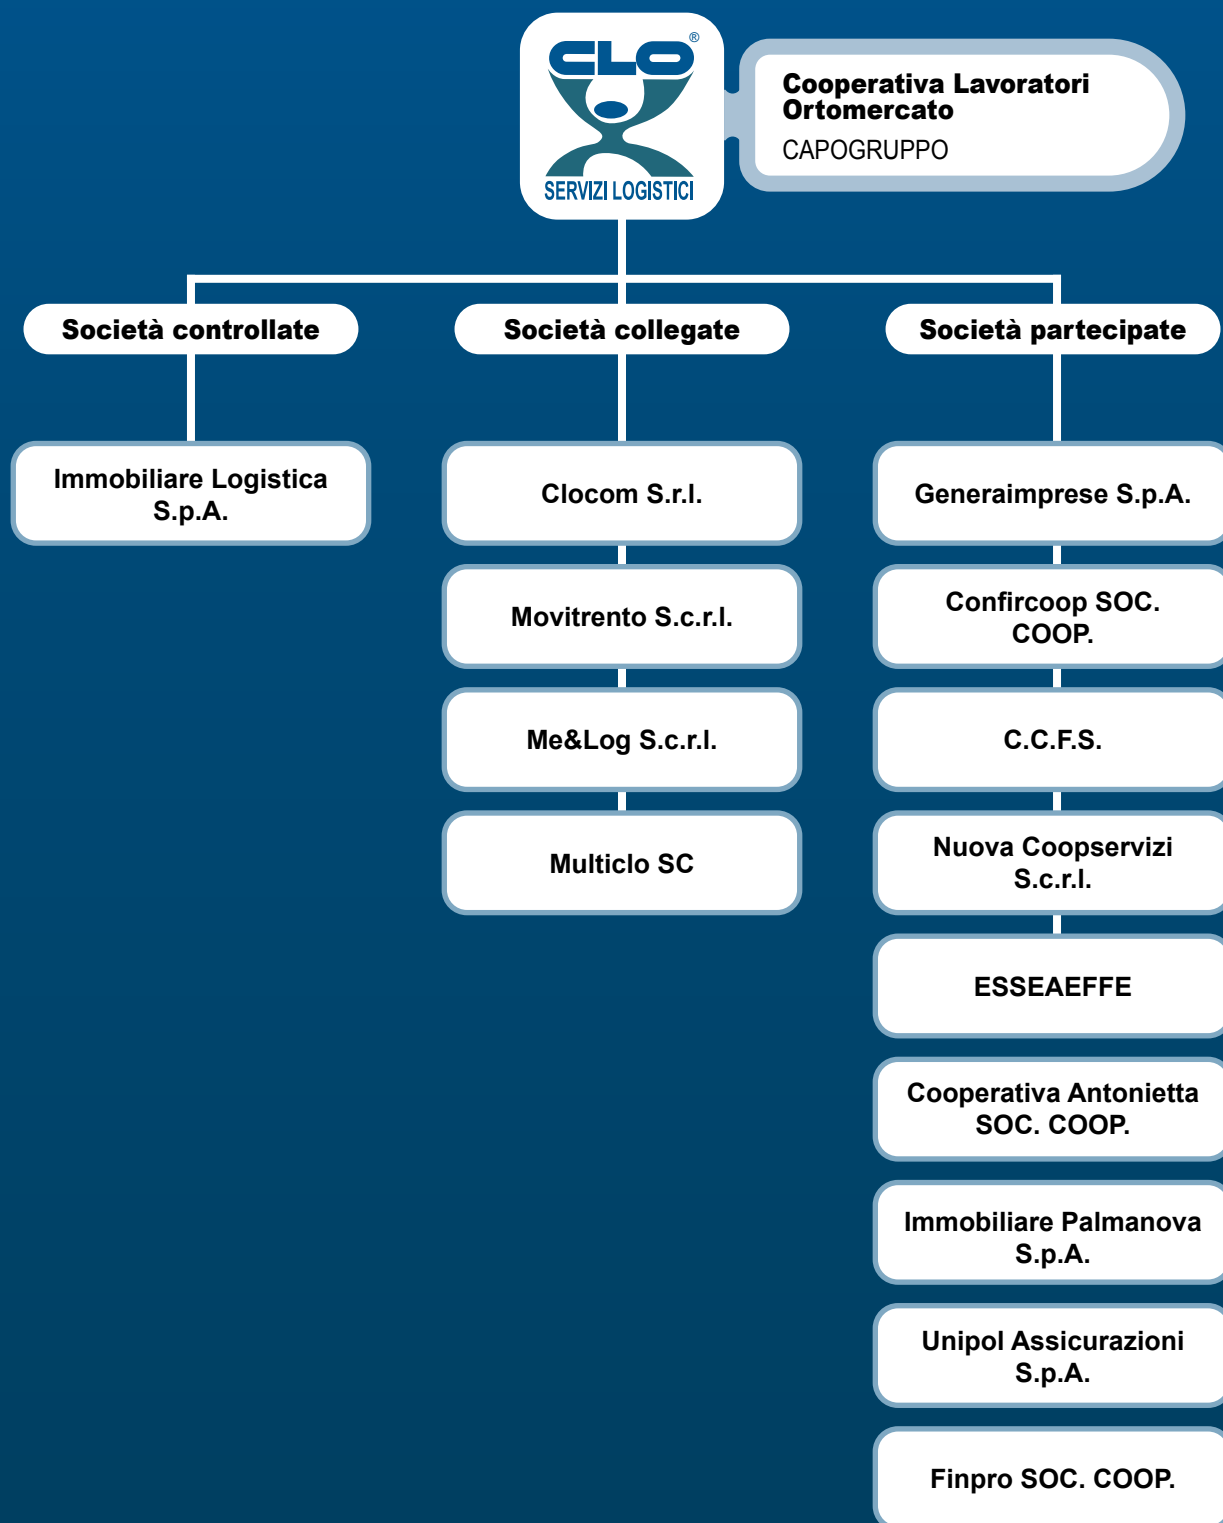 CLO®
SERVIZI LOGISTICI
Cooperativa Lavoratori
Ortomercato
CAPOGRUPPO
Società controllate
Immobiliare Logistica
S.p.A.
Società collegate
Clocom S.r.l.
Movitrento S.c.r.l.
Me&Log S.c.r.l.
Multiclo SC
Società partecipate
Generaimprese S.p.A.
Confircoop SOC.
COOP.
C.C.F.S.
Nuova Coopservizi
S.c.r.l.
ESSEAEFFE
Cooperativa Antonietta
SOC. COOP.
Immobiliare Palmanova
S.p.A.
Unipol Assicurazioni
S.p.A.
Finpro SOC. COOP.